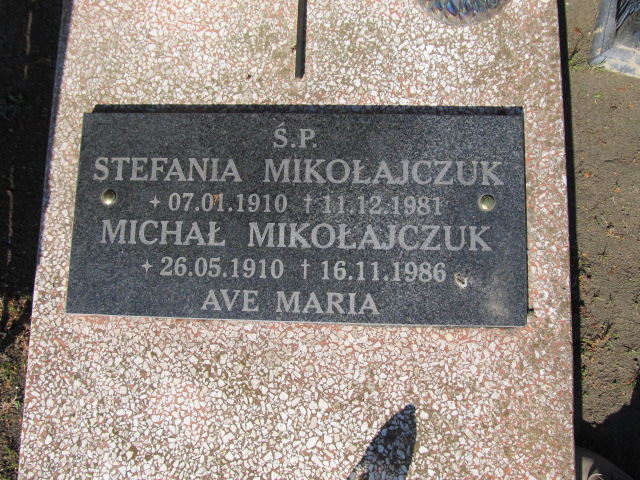 Ś.P.
STEFANIA MIKOŁAJCZUK
+ 07.01.1910 † 11.12.1981
MICHAŁ MIKOŁAJCZUK
+ 26.05.1910 † 16.11.1986
AVE MARIA